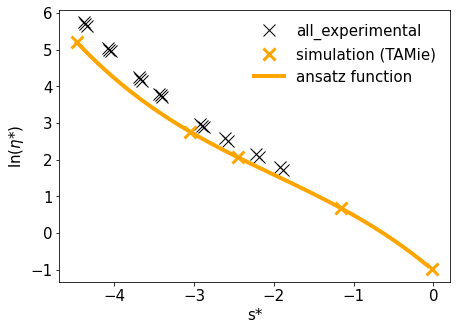 all_experimental
simulation (TAMie)
ansatz function
ln(η*)
6
5
4
3
2
1
0
−1
−4
−3
−2
−1
0
s*